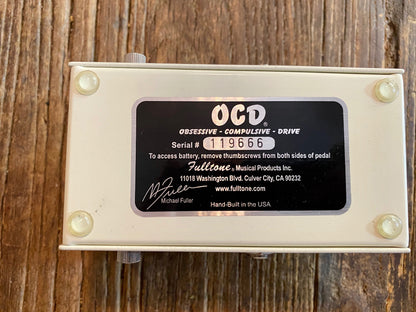 OCD®
OBSESSIVE - COMPULSIVE - DRIVE
Serial # 119666
To access battery, remove thumbscrews from both sides of pedal
Fulltone® Musical Products Inc.
11018 Washington Blvd. Culver City, CA 90232
www.fulltone.com
M Fuller
Michael Fuller
Hand-Built in the USA